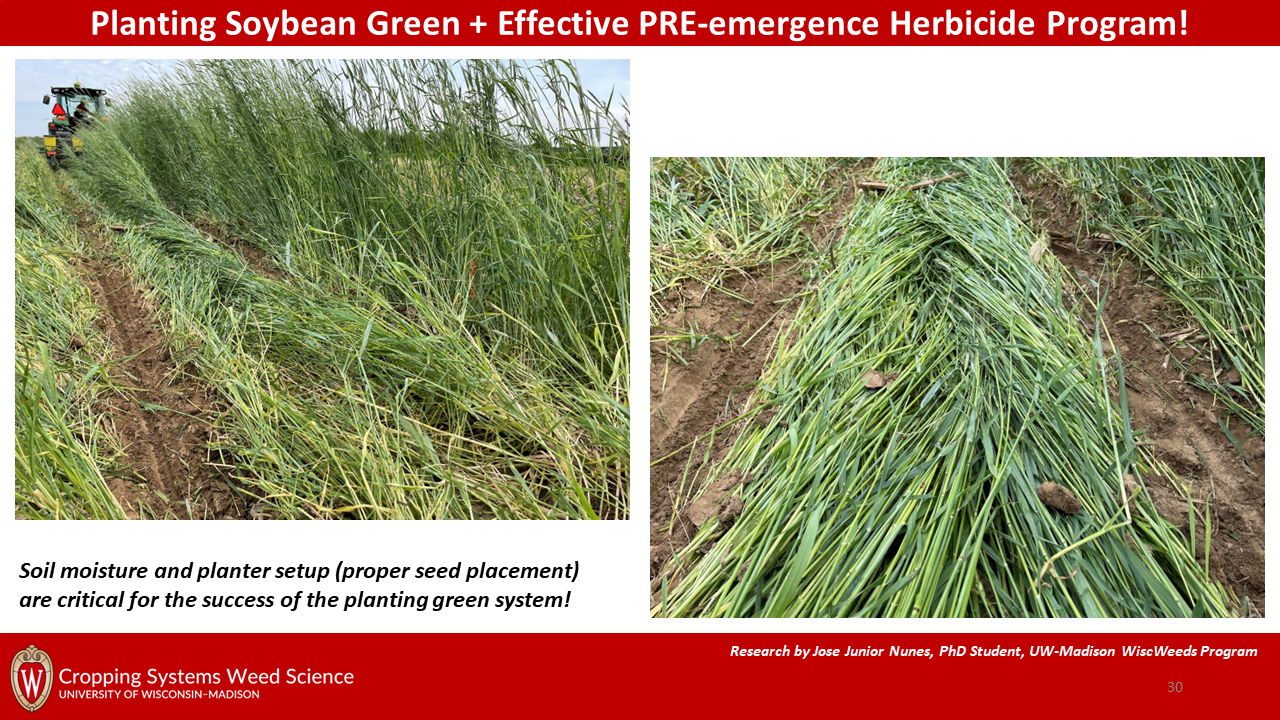 Planting Soybean Green + Effective PRE-emergence Herbicide Program!
Soil moisture and planter setup (proper seed placement)
are critical for the success of the planting green system!
Research by Jose Junior Nunes, PhD Student, UW-Madison WiscWeeds Program
W
Cropping Systems Weed Science
UNIVERSITY OF WISCONSIN–MADISON
30